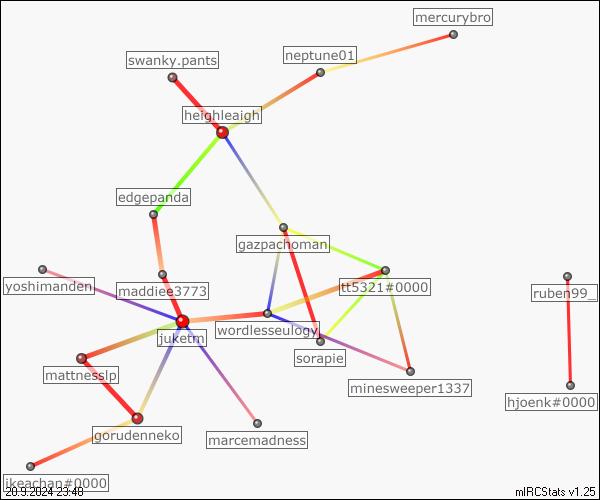 mercurybro
neptune01
swanky.pants
heighleaigh
edgepanda
gazpachoman
yoshimanden
maddiee3773
tt5321#0000
ruben99_
juketm
wordlesseulogy
sorapie
mattnesslp
minesweeper1337
hjoenk#0000
gorudenneko
marcemadness
ikeachan#0000
20.9.2024 23:48
mIRCStats v1.25